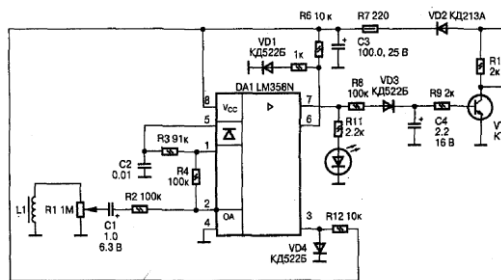 R6 10к
R7 220
VD2 КД213А
VD1
КД522Б
1к
C3
100.0, 25 В
R1
2к
DA1 LM358N
8
VCC
7
R8
100к
VD3
КД522Б
R9 2к
5
6
R3 91к
1
R11
2.2к
C4
2.2
16 В
C2
0.01
R4
100к
L1
R1 1М
R2 100к
2
OA
3
R12 10к
C1
1.0
6.3 В
4
VD4
КД522Б